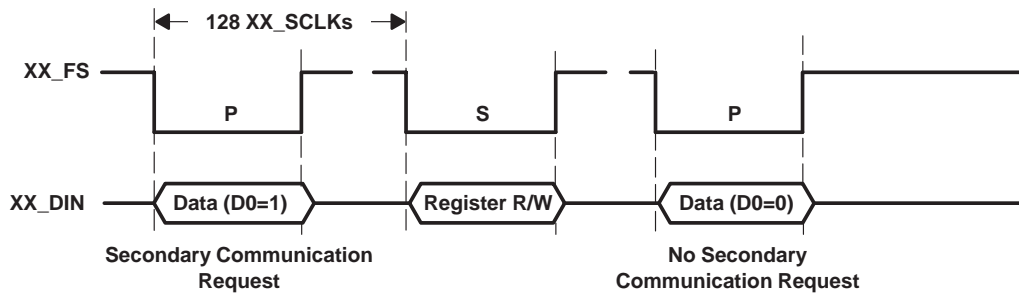 128 XX_SCLKs
XX_FS
P
S
P
XX_DIN
Data (D0=1)
Register R/W
Data (D0=0)
Secondary Communication
Request
No Secondary
Communication Request